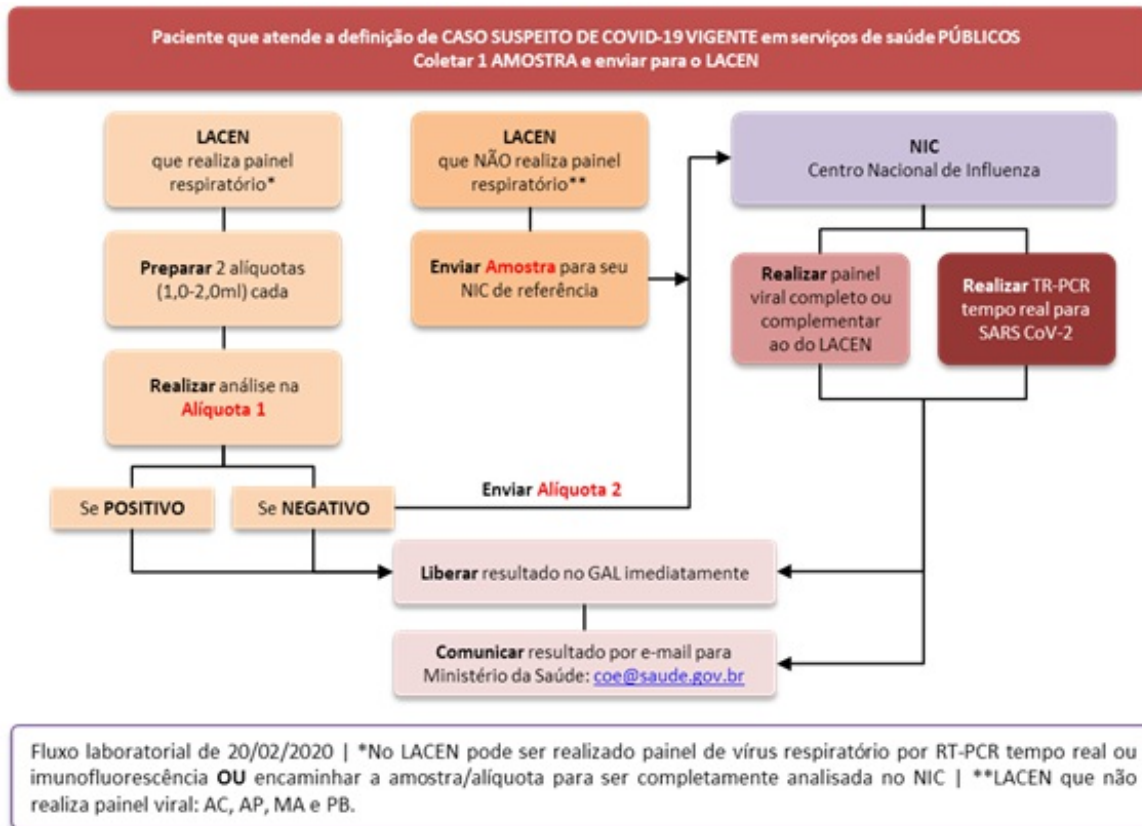 Paciente que atende a definição de CASO SUSPEITO DE COVID-19 VIGENTE em serviços de saúde PÚBLICOS
Coletar 1 AMOSTRA e enviar para o LACEN
LACEN
que realiza painel
respiratório*
Preparar 2 alíquotas
(1,0-2,0ml) cada
Realizar análise na
Alíquota 1
Se POSITIVO
Se NEGATIVO
LACEN
que NÃO realiza painel
respiratório**
Enviar Amostra para seu
NIC de referência
Enviar Alíquota 2
NIC
Centro Nacional de Influenza
Realizar painel
viral completo ou
complementar
ao do LACEN
Realizar TR-PCR
tempo real para
SARS CoV-2
Liberar resultado no GAL imediatamente
Comunicar resultado por e-mail para
Ministério da Saúde: coe@saude.gov.br
Fluxo laboratorial de 20/02/2020 | *No LACEN pode ser realizado painel de vírus respiratório por RT-PCR tempo real ou
imunofluorescência OU encaminhar a amostra/alíquota para ser completamente analisada no NIC | **LACEN que não
realiza painel viral: AC, AP, MA e PB.